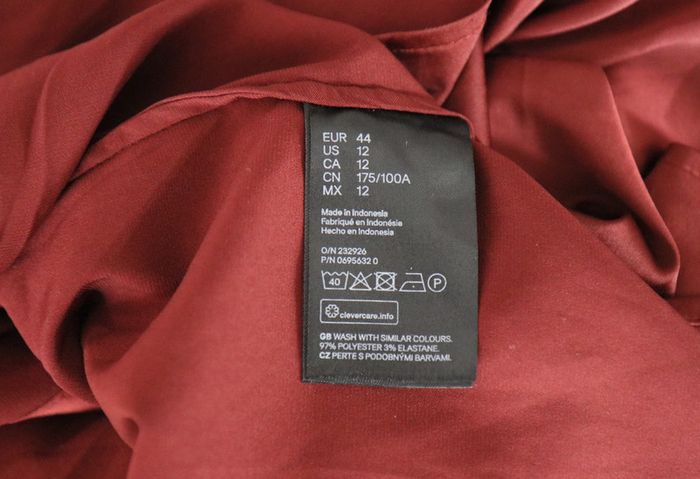 EUR 44
US 12
CA 12
CN 175/100A
MX 12
Made in Indonesia
Fabriqué en Indonésie
Hecho en Indonesia
O/N 232926
P/N 0695632 0
40 P
clevercare.info
GB WASH WITH SIMILAR COLOURS.
97% POLYESTER 3% ELASTANE.
CZ PERTE S PODOBNÝMI BARVAMI.